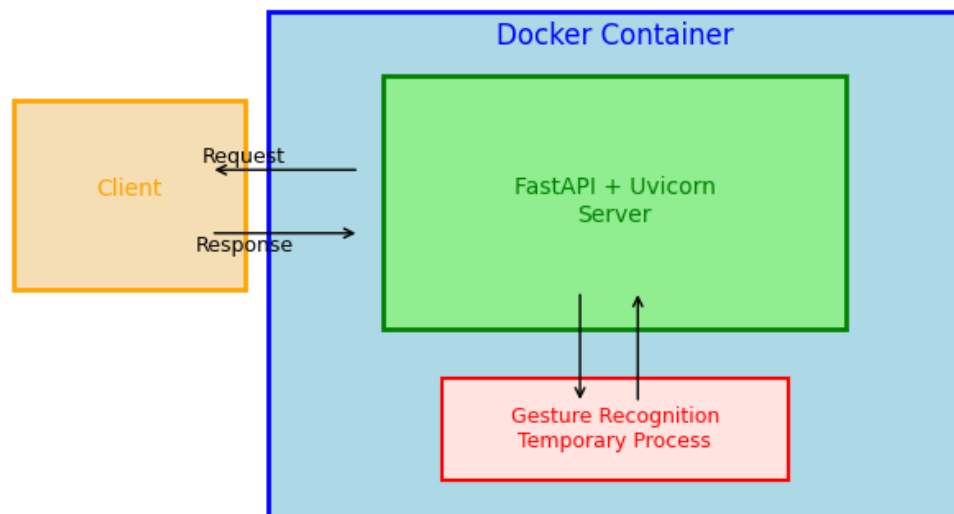 Docker Container
Request
Client
FastAPI + Uvicorn
Server
Response
Gesture Recognition
Temporary Process